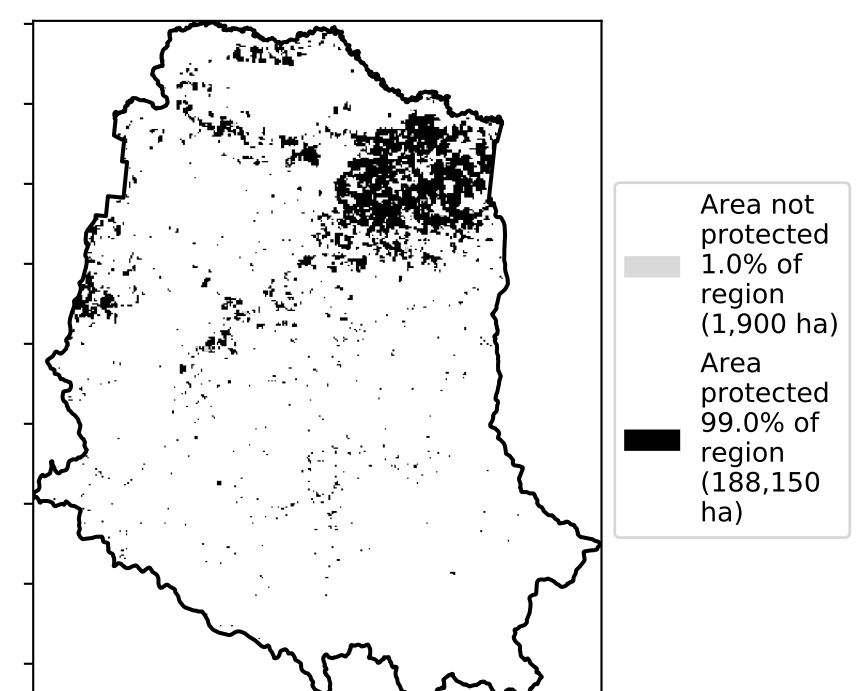 Area not
protected
1.0% of
region
(1,900 ha)
Area
protected
99.0% of
region
(188,150
ha)